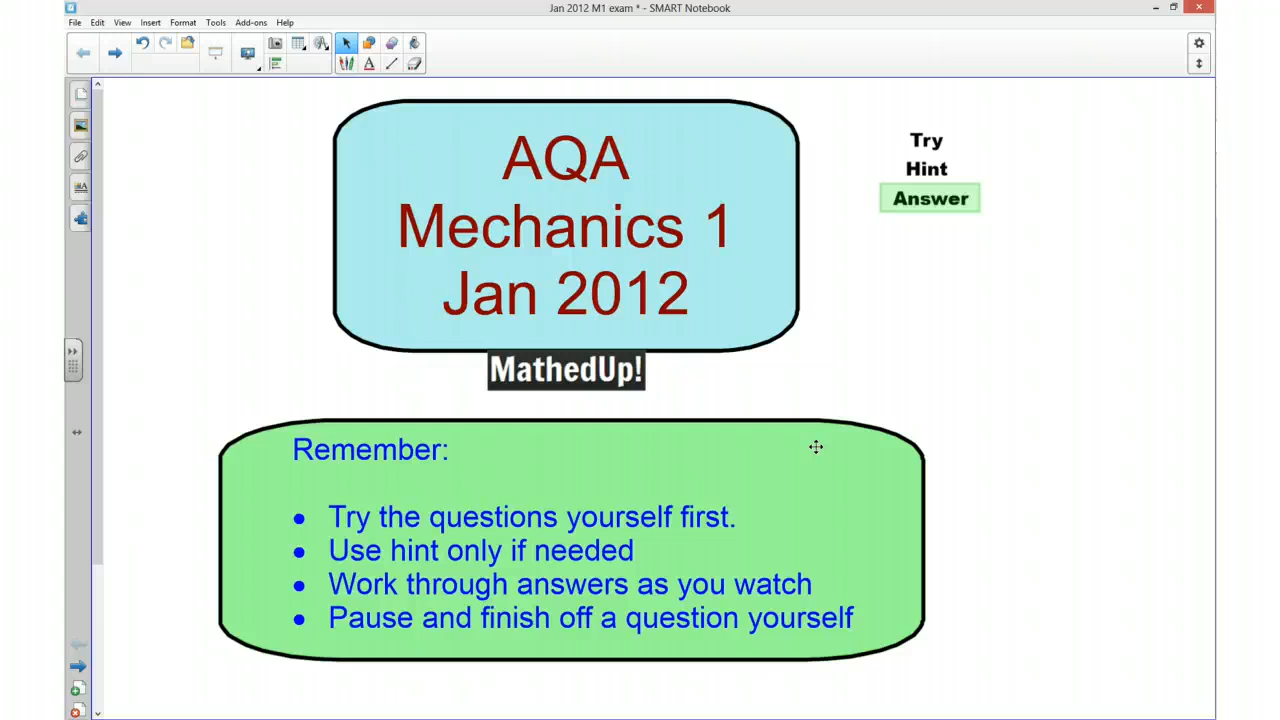 Jan 2012 M1 exam * - SMART Notebook
File Edit View Insert Format Tools Add-ons Help
AQA
Mechanics 1
Jan 2012
MathedUp!
Try
Hint
Answer
Remember:
• Try the questions yourself first.
• Use hint only if needed
• Work through answers as you watch
• Pause and finish off a question yourself